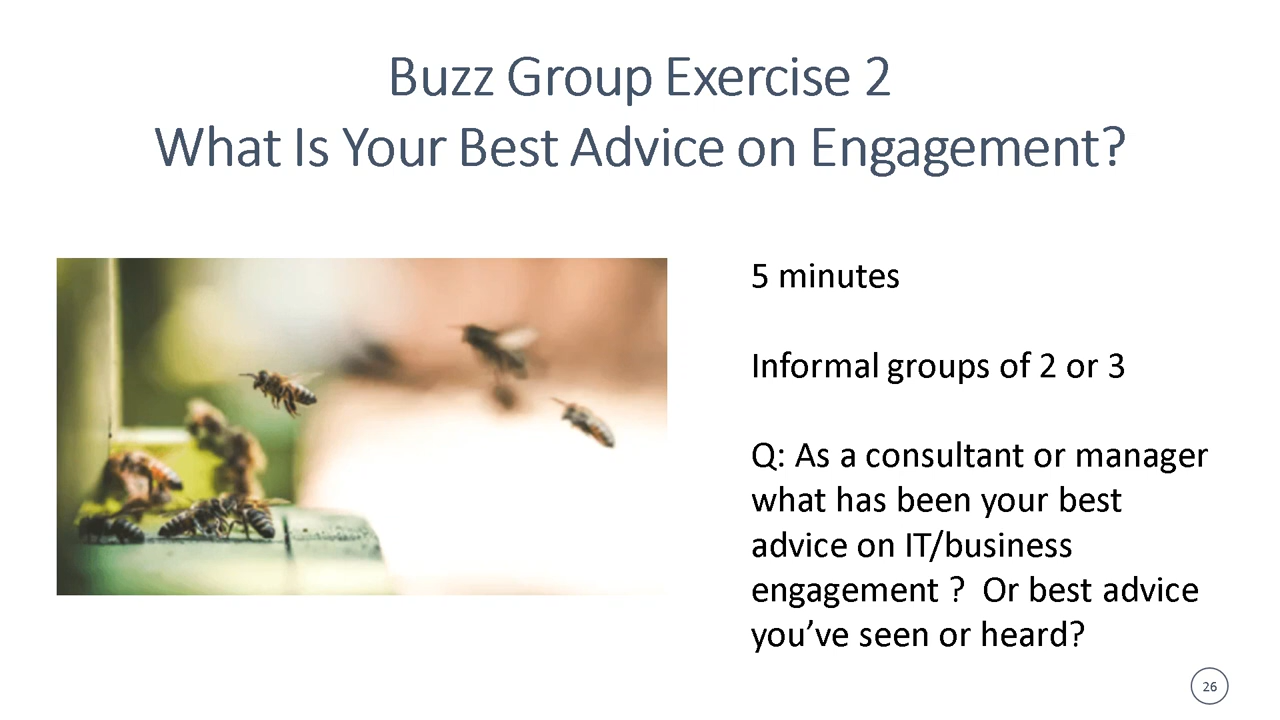 Buzz Group Exercise 2
What Is Your Best Advice on Engagement?
5 minutes
Informal groups of 2 or 3
Q: As a consultant or manager
what has been your best
advice on IT/business
engagement ?  Or best advice
you’ve seen or heard?
26